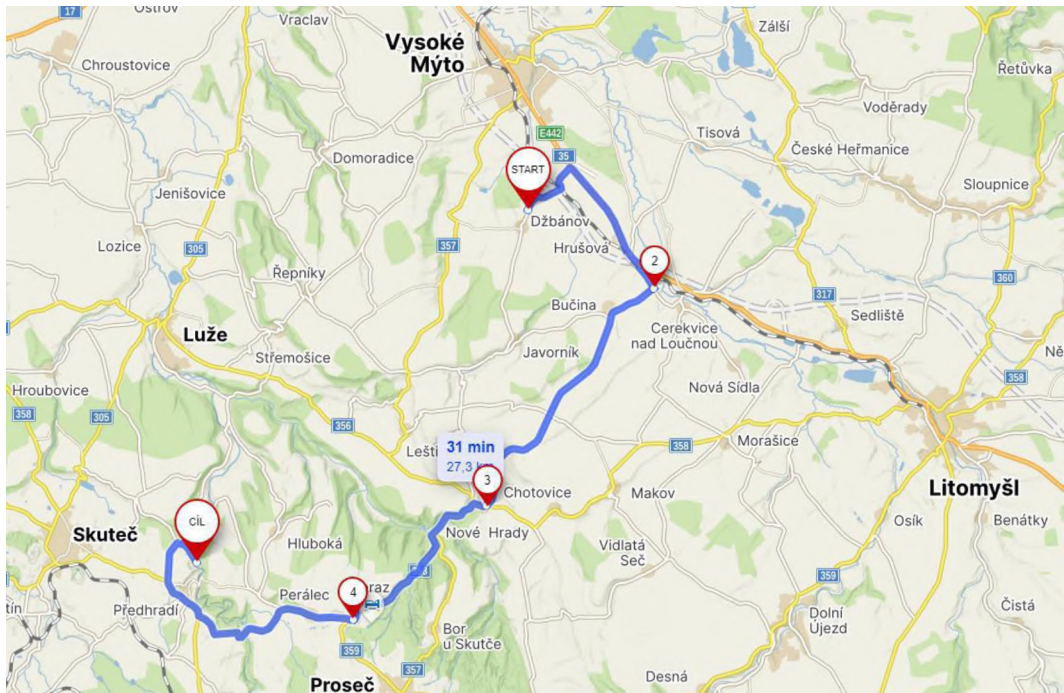 Ostrov
17
Vraclav
Zálší
Vysoké
Mýto
Chroustovice
Řetůvka
Voděrady
E442
Tisová
35
České Heřmanice
Domoradice
START
Jenišovice
Sloupnice
Džbánov
Lozice
305
357
Hrušová
2
Řepníky
360
317
Bučina
Sedliště
Luže
Cerekvice
nad Loučnou
Střemošice
Javorník
Nová Sídla
358
Hroubovice
358
305
356
31 min
358
Morašice
27,3
3
Chotovice
Makov
Litomyšl
CÍL
Skuteč
Nové Hrady
Osík
Benátky
Hluboká
Vidlatá
Seč
359
Perálec
4
Předhradí
Čistá
Dolní
Újezd
Bor
u Skutče
359
357
Desná
Proseč